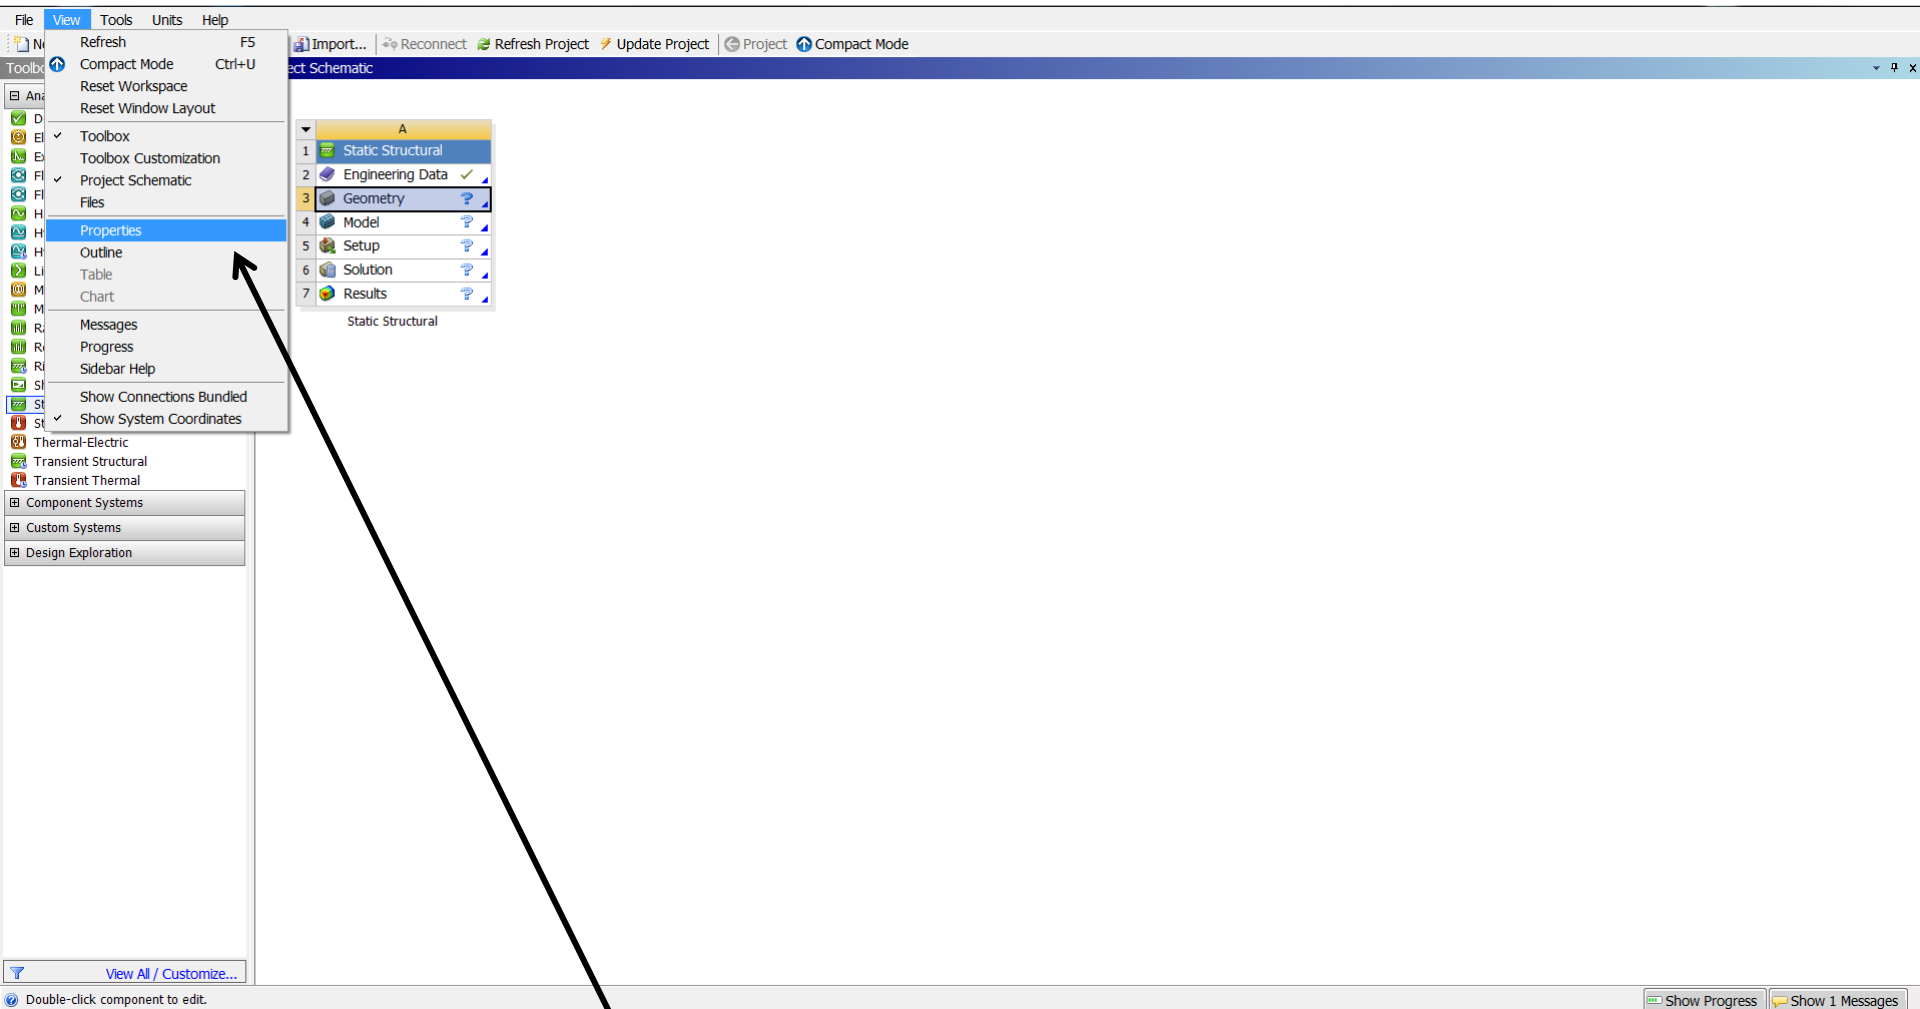 File View Tools Units Help
Import... Reconnect Refresh Project Update Project Project Compact Mode
Refresh F5
Compact Mode Ctrl+U
Reset Workspace
Reset Window Layout
Toolbox
Toolbox Customization
Project Schematic
Files
Properties
Outline
Table
Chart
Messages
Progress
Sidebar Help
Show Connections Bundled
Show System Coordinates
Thermal-Electric
Transient Structural
Transient Thermal
Component Systems
Custom Systems
Design Exploration
View All / Customize...
ect Schematic
A
1 Static Structural
2 Engineering Data
3 Geometry ?
4 Model ?
5 Setup ?
6 Solution ?
7 Results ?
Static Structural
Double-click component to edit.
Show Progress Show 1 Messages